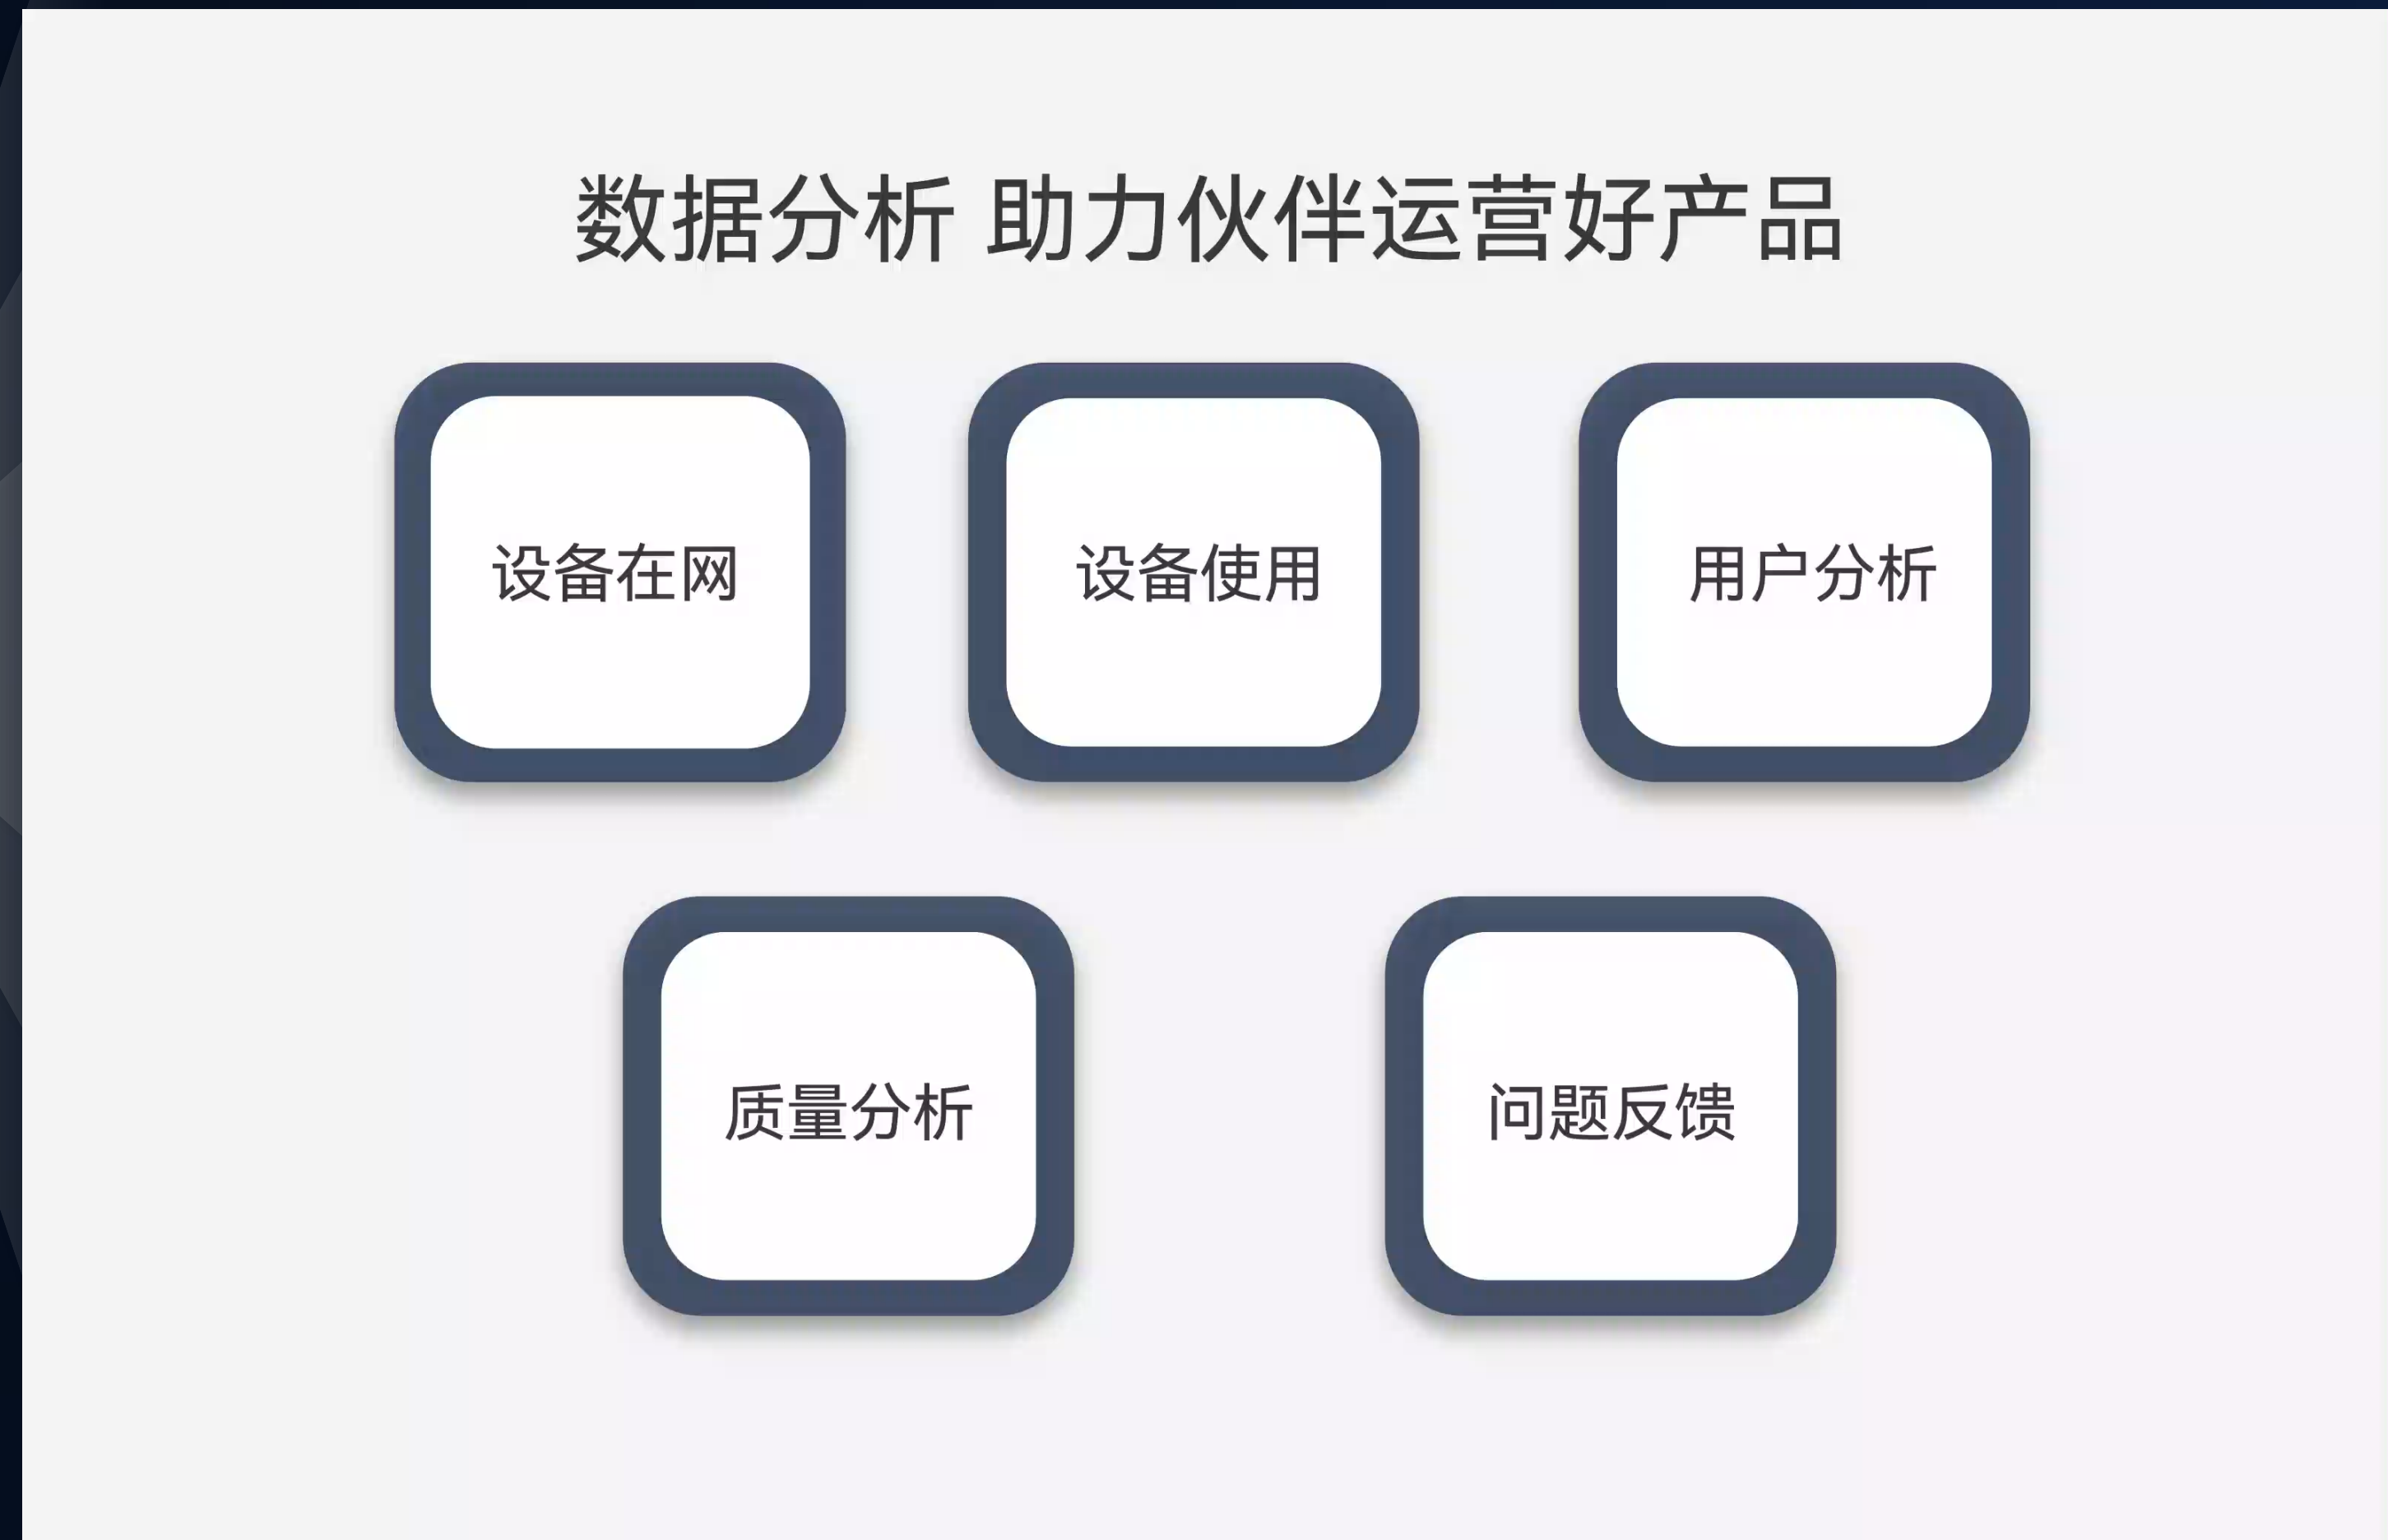 数据分析 助力伙伴运营好产品
设备在网
设备使用
用户分析
质量分析
问题反馈